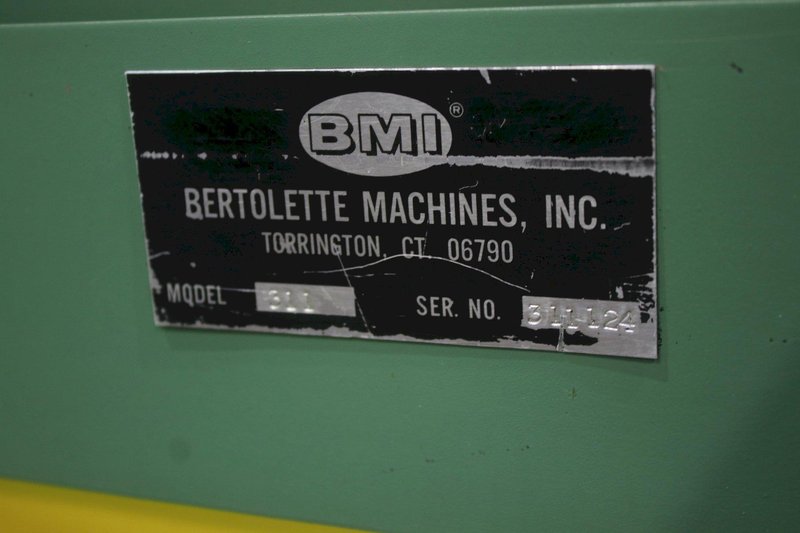 BMI ®
BERTOLETTE MACHINES, INC.
TORRINGTON, CT. 06790
MODEL 311 SER. NO. 311124